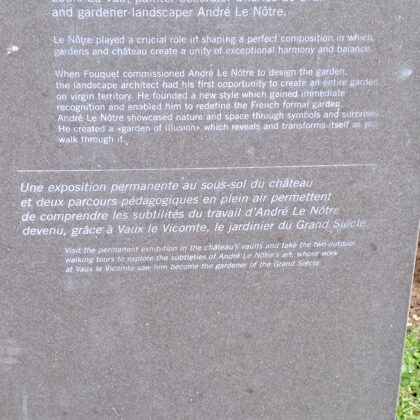 and gardener-landscaper André Le Nôtre.
Le Nôtre played a crucial role in shaping a perfect composition in which
gardens and château create a unity of exceptional harmony and balance.
When Fouquet commissioned André Le Nôtre to design the garden,
the landscape architect had his first opportunity to create an entire garden
on virgin territory. He founded a new style which gained immediate
recognition and enabled him to redefine the French formal garden.
André Le Nôtre showcased nature and space through symbols and surprises.
He created a «garden of illusion» which reveals and transforms itself as you
walk through it.
Une exposition permanente au sous-sol du château
et deux parcours pédagogiques en plein air permettent
de comprendre les subtilités du travail d'André Le Nôtre
devenu, grâce à Vaux le Vicomte, le jardinier du Grand Siècle.
Visit the permanent exhibition in the château's vaults and take the two outdoor
walking tours to explore the subtleties of André Le Nôtre's art, whose work
at Vaux le Vicomte saw him become the gardener of the Grand Siècle.